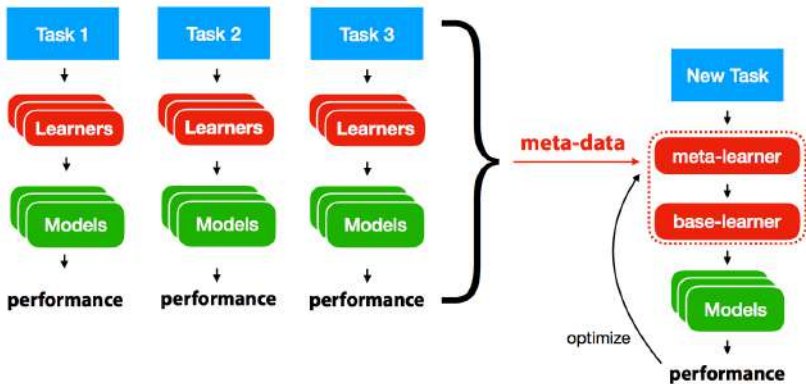 Task 1
Task 2
Task 3
Learners
Learners
Learners
Models
Models
Models
performance
performance
performance
meta-data
New Task
meta-learner
base-learner
Models
optimize
performance